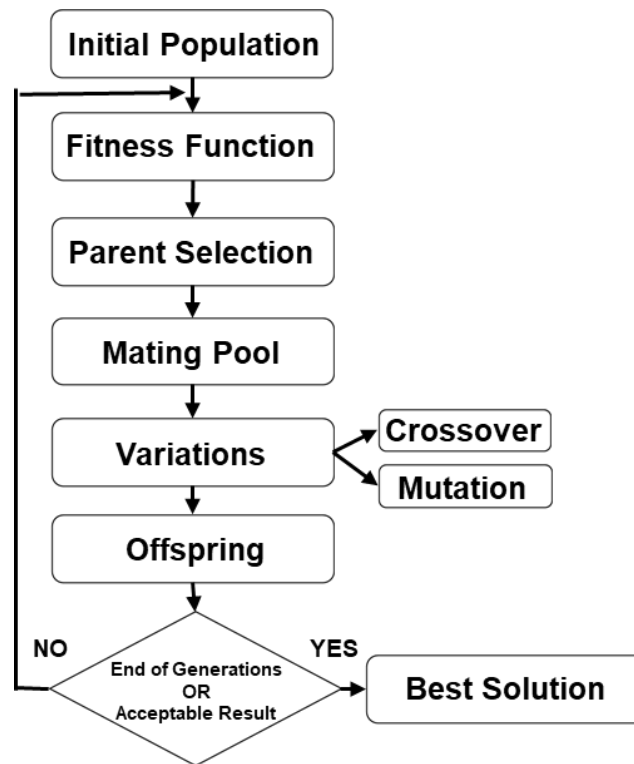 Initial Population
Fitness Function
Parent Selection
Mating Pool
Variations
Crossover
Mutation
Offspring
NO
YES
End of Generations
OR
Acceptable Result
Best Solution